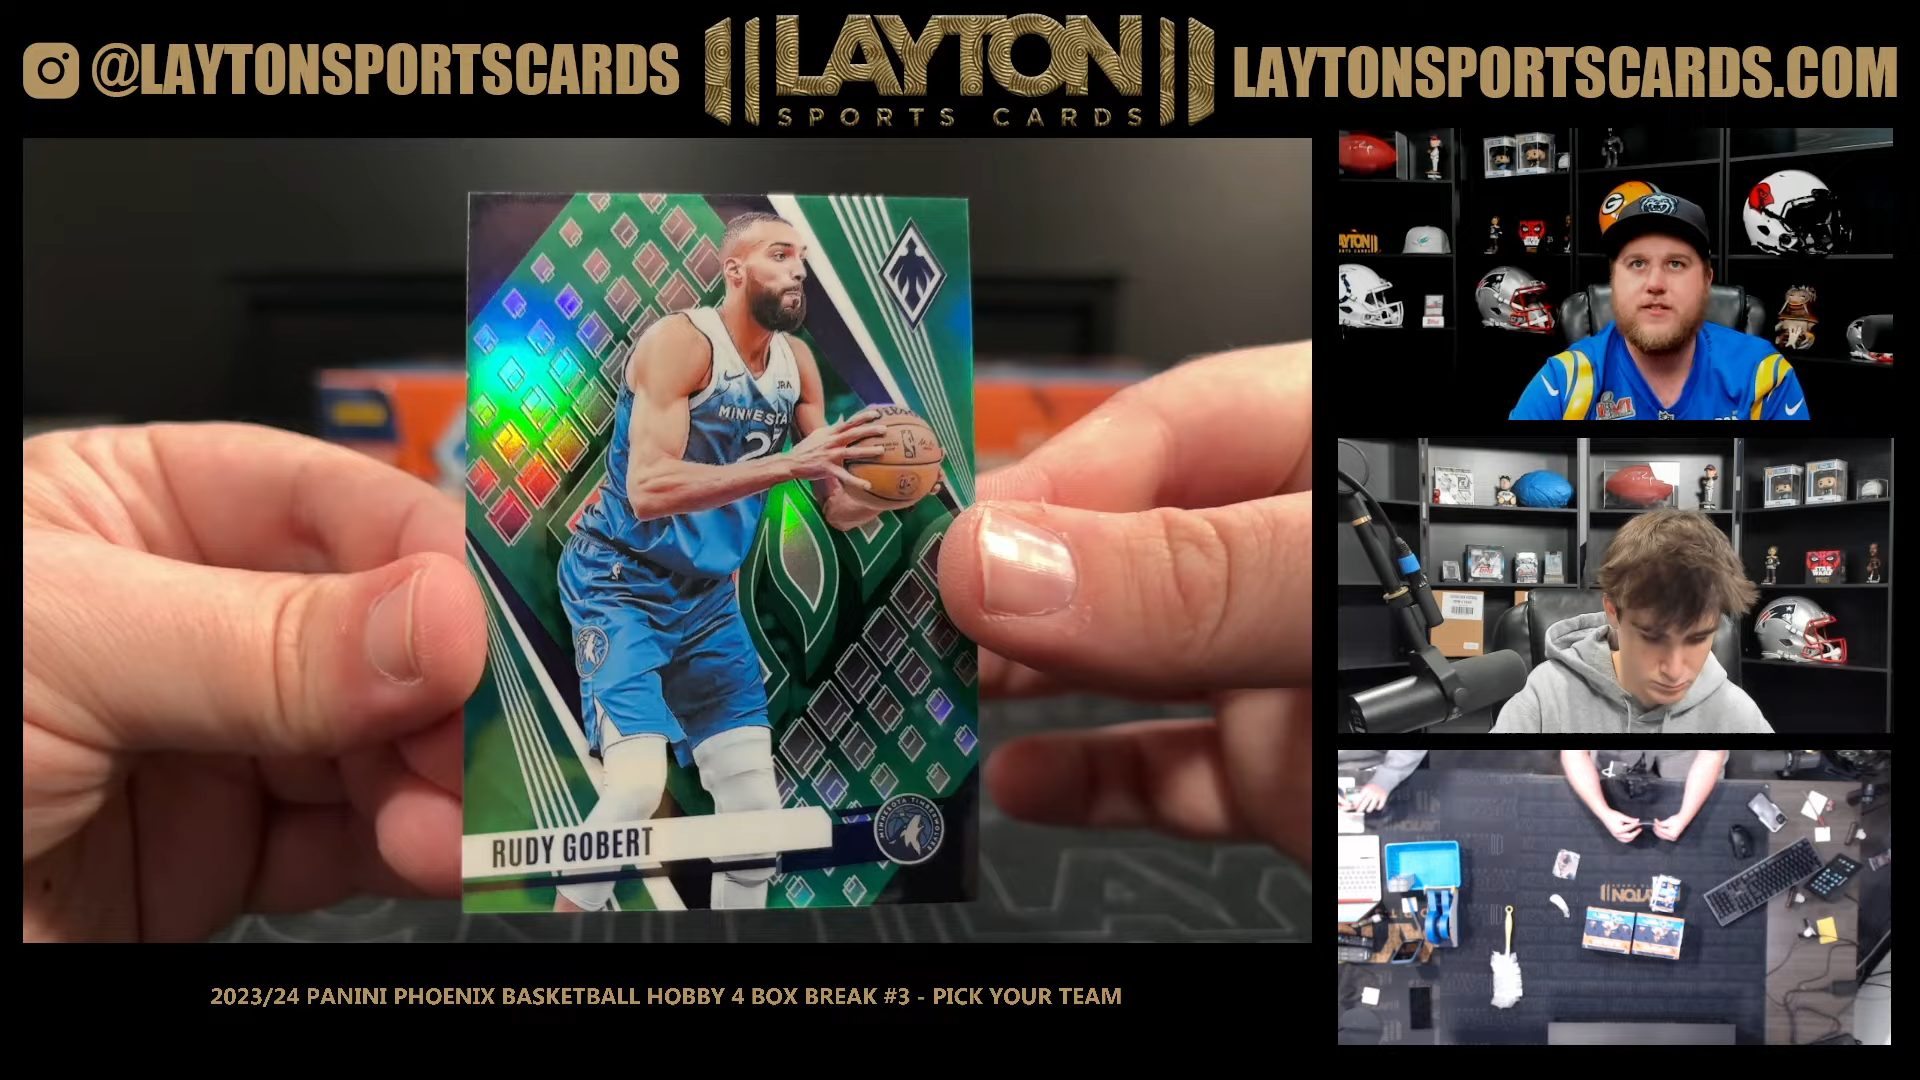 @LAYTONSPORTSCARDS
LAYTON
SPORTS CARDS
LAYTONSPORTSCARDS.COM
MINNESTA
RUDY GOBERT
2023/24 PANINI PHOENIX BASKETBALL HOBBY 4 BOX BREAK #3 - PICK YOUR TEAM